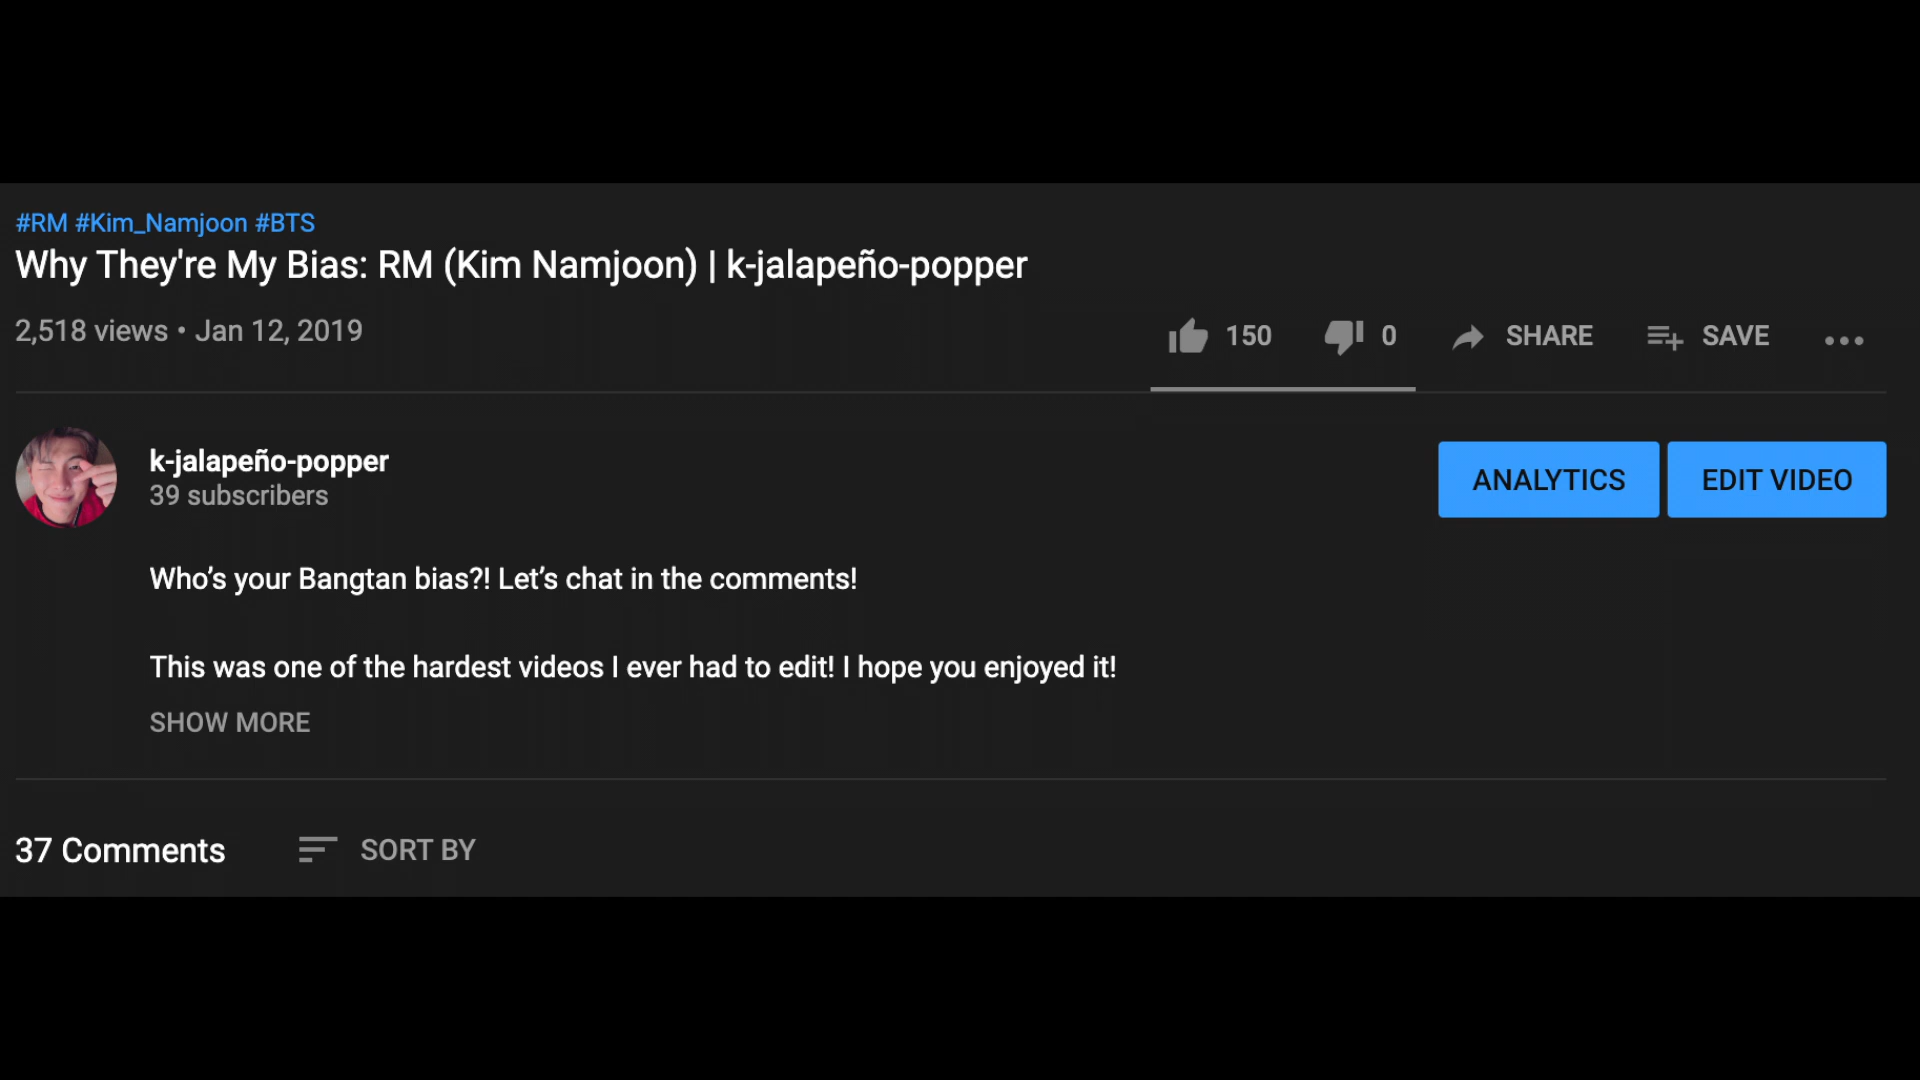 #RM #Kim_Namjoon #BTS
Why They're My Bias: RM (Kim Namjoon) | k-jalapeño-popper
2,518 views • Jan 12, 2019
150 0 SHARE SAVE
k-jalapeño-popper
39 subscribers
ANALYTICS EDIT VIDEO
Who’s your Bangtan bias?! Let’s chat in the comments!
This was one of the hardest videos I ever had to edit! I hope you enjoyed it!
SHOW MORE
37 Comments SORT BY